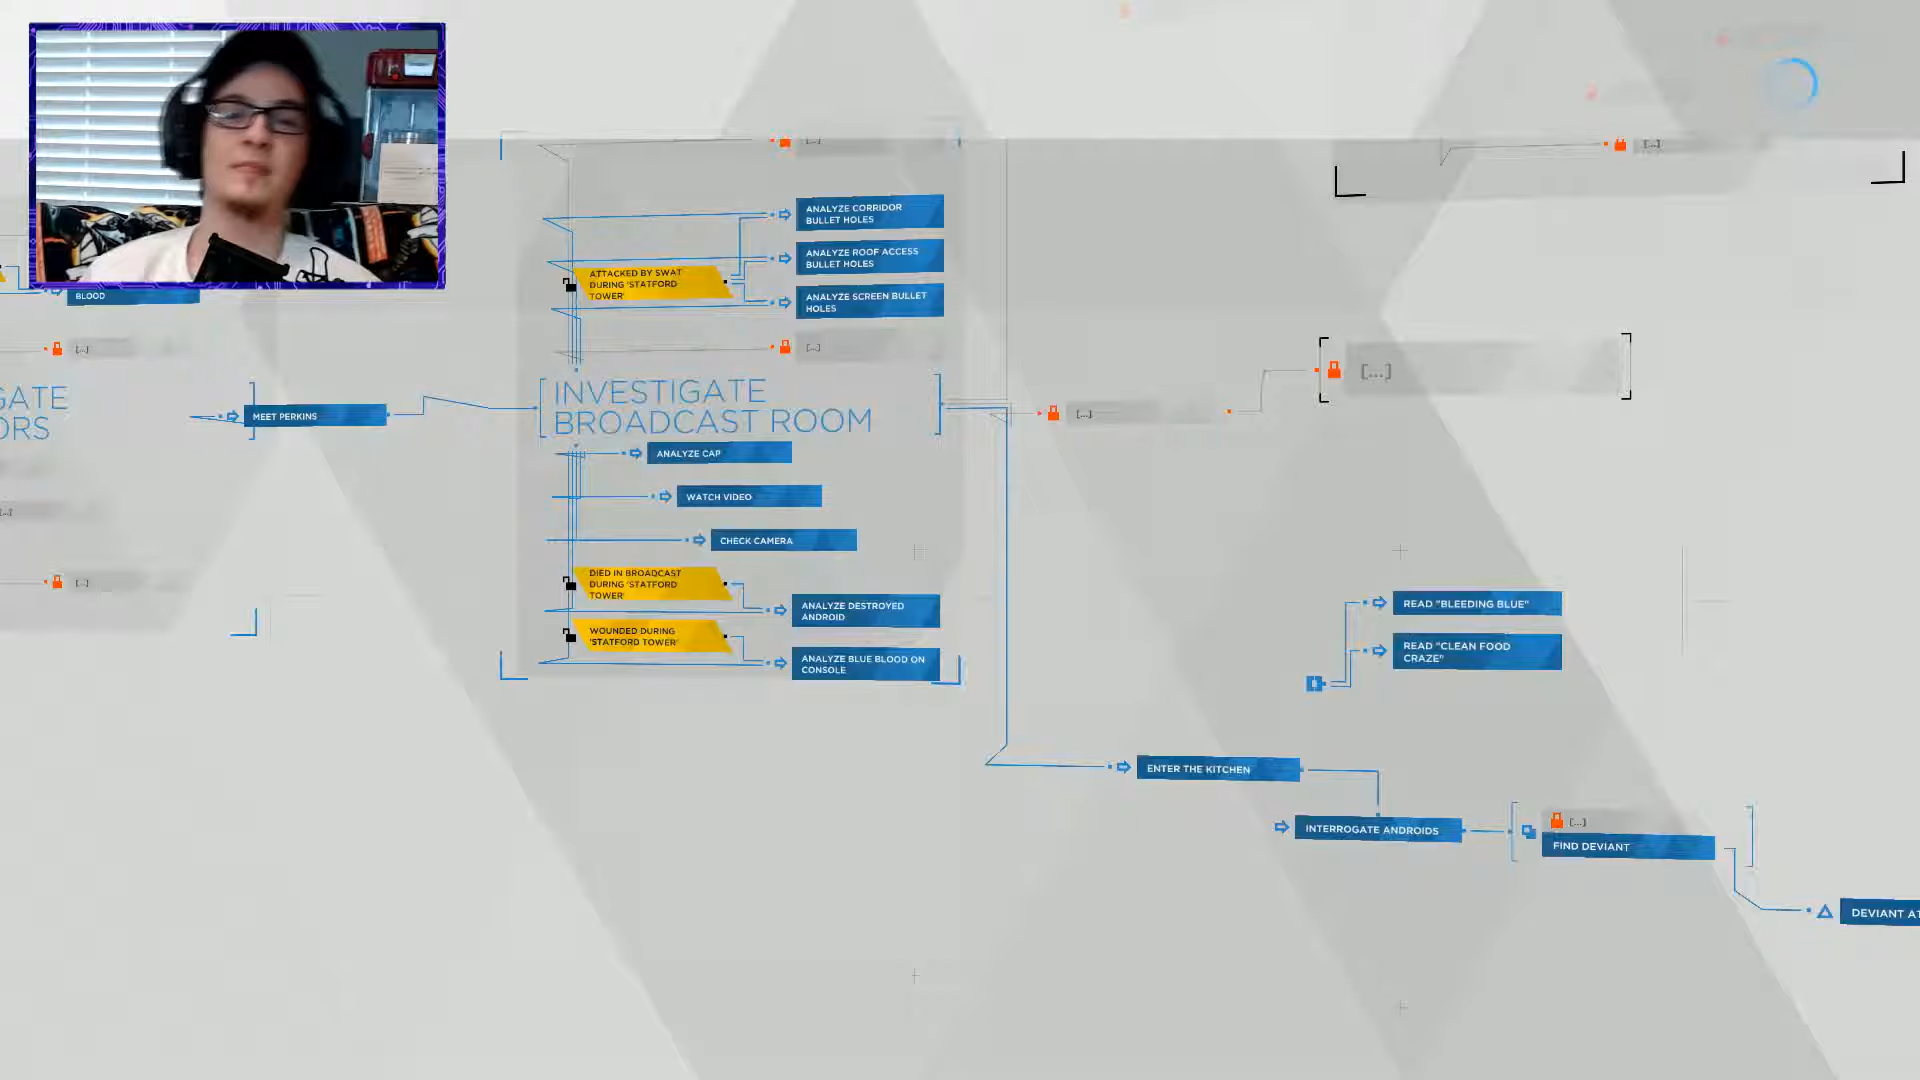 BLOOD
[...]
GATE
ORS
[...]
[...]
MEET PERKINS
[...]
ANALYZE CORRIDOR
BULLET HOLES
ANALYZE ROOF ACCESS
BULLET HOLES
ATTACKED BY SWAT
DURING 'STATFORD
TOWER'
ANALYZE SCREEN BULLET
HOLES
[...]
INVESTIGATE
BROADCAST ROOM
ANALYZE CAP
WATCH VIDEO
CHECK CAMERA
DIED IN BROADCAST
DURING 'STATFORD
TOWER'
ANALYZE DESTROYED
ANDROID
WOUNDED DURING
'STATFORD TOWER'
ANALYZE BLUE BLOOD ON
CONSOLE
[...]
[...]
[...]
READ "BLEEDING BLUE"
READ "CLEAN FOOD
CRAZE"
ENTER THE KITCHEN
INTERROGATE ANDROIDS
[...]
FIND DEVIANT
DEVIANT AT